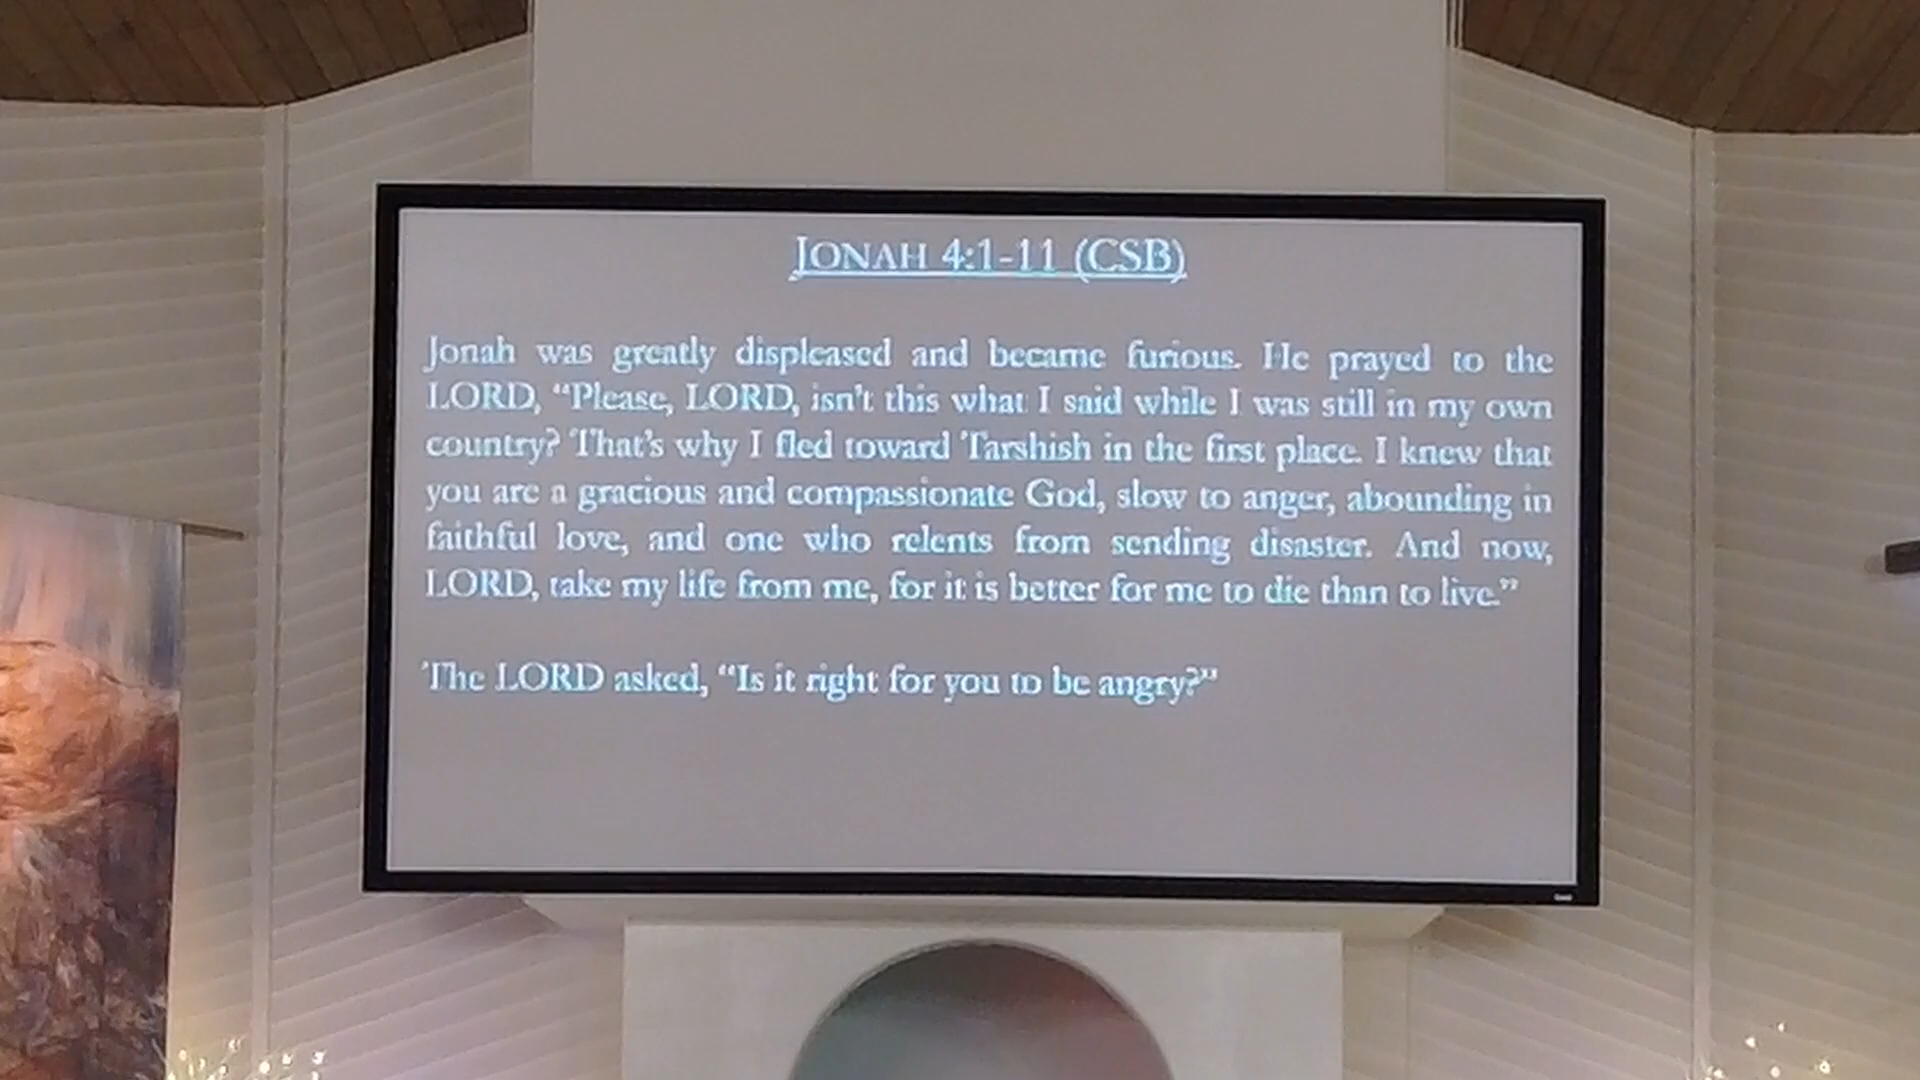 JONAH 4:1-11 (CSB)
Jonah was greatly displeased and became furious. He prayed to the
LORD, “Please, LORD, isn’t this what I said while I was still in my own
country? That’s why I fled toward Tarshish in the first place. I knew that
you are a gracious and compassionate God, slow to anger, abounding in
faithful love, and one who relents from sending disaster. And now,
LORD, take my life from me, for it is better for me to die than to live.”
The LORD asked, “Is it right for you to be angry?”